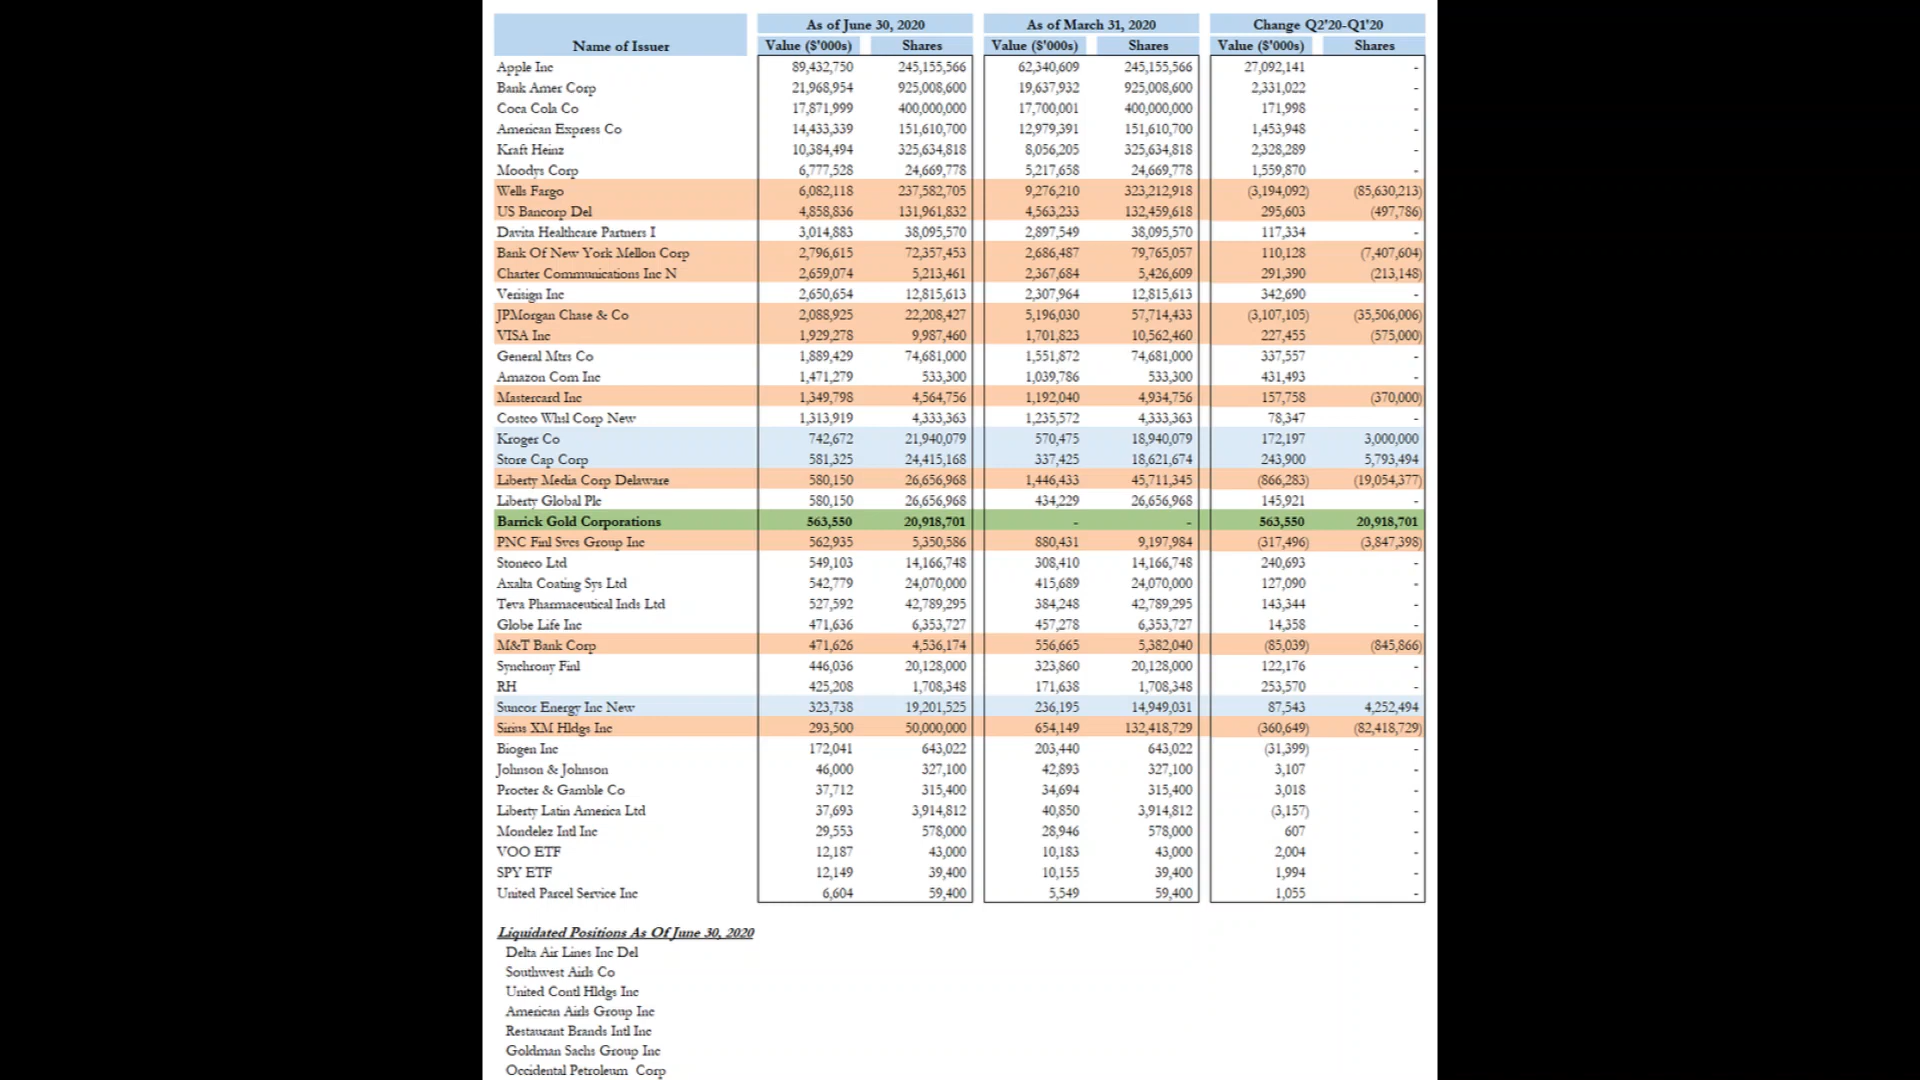 As of June 30, 2020 As of March 31, 2020 Change Q2'20-Q1'20
Name of Issuer Value ($'000s) Shares Value ($'000s) Shares Value ($'000s) Shares
Apple Inc 89,432,750 245,155,566 62,340,609 245,155,566 27,092,141 -
Bank Amer Corp 21,968,954 925,008,600 19,637,932 925,008,600 2,331,022 -
Coca Cola Co 17,871,999 400,000,000 17,700,001 400,000,000 171,998 -
American Express Co 14,433,339 151,610,700 12,979,391 151,610,700 1,453,948 -
Kraft Heinz 10,384,494 325,634,818 8,056,205 325,634,818 2,328,289 -
Moodys Corp 6,777,528 24,669,778 5,217,658 24,669,778 1,559,870 -
Wells Fargo 6,082,118 237,582,705 9,276,210 323,212,918 (3,194,092) (85,630,213)
US Bancorp Del 4,858,836 131,961,832 4,563,233 132,459,618 295,603 (497,786)
Davita Healthcare Partners I 3,014,883 38,095,570 2,897,549 38,095,570 117,334 -
Bank Of New York Mellon Corp 2,796,615 72,357,453 2,686,487 79,765,057 110,128 (7,407,604)
Charter Communications Inc N 2,659,074 5,213,461 2,367,684 5,426,609 291,390 (213,148)
Verisign Inc 2,650,654 12,815,613 2,307,964 12,815,613 342,690 -
JPMorgan Chase & Co 2,088,925 22,208,427 5,196,030 57,714,433 (3,107,105) (35,506,006)
VISA Inc 1,929,278 9,987,460 1,701,823 10,562,460 227,455 (575,000)
General Mtrs Co 1,889,429 74,681,000 1,551,872 74,681,000 337,557 -
Amazon Com Inc 1,471,279 533,300 1,039,786 533,300 431,493 -
Mastercard Inc 1,349,798 4,564,756 1,192,040 4,934,756 157,758 (370,000)
Costco Whsl Corp New 1,313,919 4,333,363 1,235,572 4,333,363 78,347 -
Kroger Co 742,672 21,940,079 570,475 18,940,079 172,197 3,000,000
Store Cap Corp 581,325 24,415,168 337,425 18,621,674 243,900 5,793,494
Liberty Media Corp Delaware 580,150 26,656,968 1,446,433 45,711,345 (866,283) (19,054,377)
Liberty Global Plc 580,150 26,656,968 434,229 26,656,968 145,921 -
Barrick Gold Corporations 563,550 20,918,701 - - 563,550 20,918,701
PNC Finl Svcs Group Inc 562,935 5,350,586 880,431 9,197,984 (317,496) (3,847,398)
Stoneco Ltd 549,103 14,166,748 308,410 14,166,748 240,693 -
Axalta Coating Sys Ltd 542,779 24,070,000 415,689 24,070,000 127,090 -
Teva Pharmaceutical Inds Ltd 527,592 42,789,295 384,248 42,789,295 143,344 -
Globe Life Inc 471,636 6,353,727 457,278 6,353,727 14,358 -
M&T Bank Corp 471,626 4,536,174 556,665 5,382,040 (85,039) (845,866)
Synchrony Finl 446,036 20,128,000 323,860 20,128,000 122,176 -
RH 425,208 1,708,348 171,638 1,708,348 253,570 -
Suncor Energy Inc New 323,738 19,201,525 236,195 14,949,031 87,543 4,252,494
Sirius XM Hldgs Inc 293,500 50,000,000 654,149 132,418,729 (360,649) (82,418,729)
Biogen Inc 172,041 643,022 203,440 643,022 (31,399) -
Johnson & Johnson 46,000 327,100 42,893 327,100 3,107 -
Procter & Gamble Co 37,712 315,400 34,694 315,400 3,018 -
Liberty Latin America Ltd 37,693 3,914,812 40,850 3,914,812 (3,157) -
Mondelez Intl Inc 29,553 578,000 28,946 578,000 607 -
VOO ETF 12,187 43,000 10,183 43,000 2,004 -
SPY ETF 12,149 39,400 10,155 39,400 1,994 -
United Parcel Service Inc 6,604 59,400 5,549 59,400 1,055 -
Liquidated Positions As Of June 30, 2020
Delta Air Lines Inc Del
Southwest Airls Co
United Contl Hldgs Inc
American Airls Group Inc
Restaurant Brands Intl Inc
Goldman Sachs Group Inc
Occidental Petroleum Corp